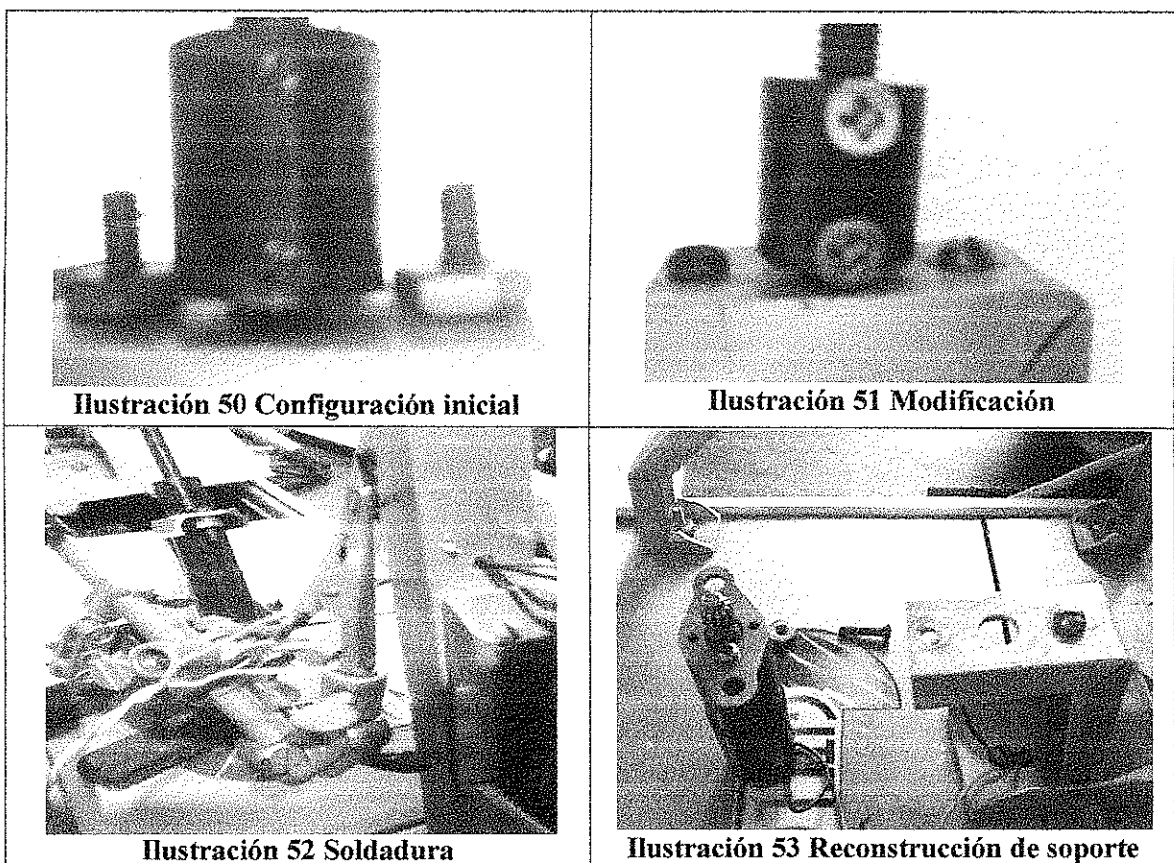 Ilustración 50 Configuración inicial
Ilustración 51 Modificación
Ilustración 52 Soldadura
Ilustración 53 Reconstrucción de soporte